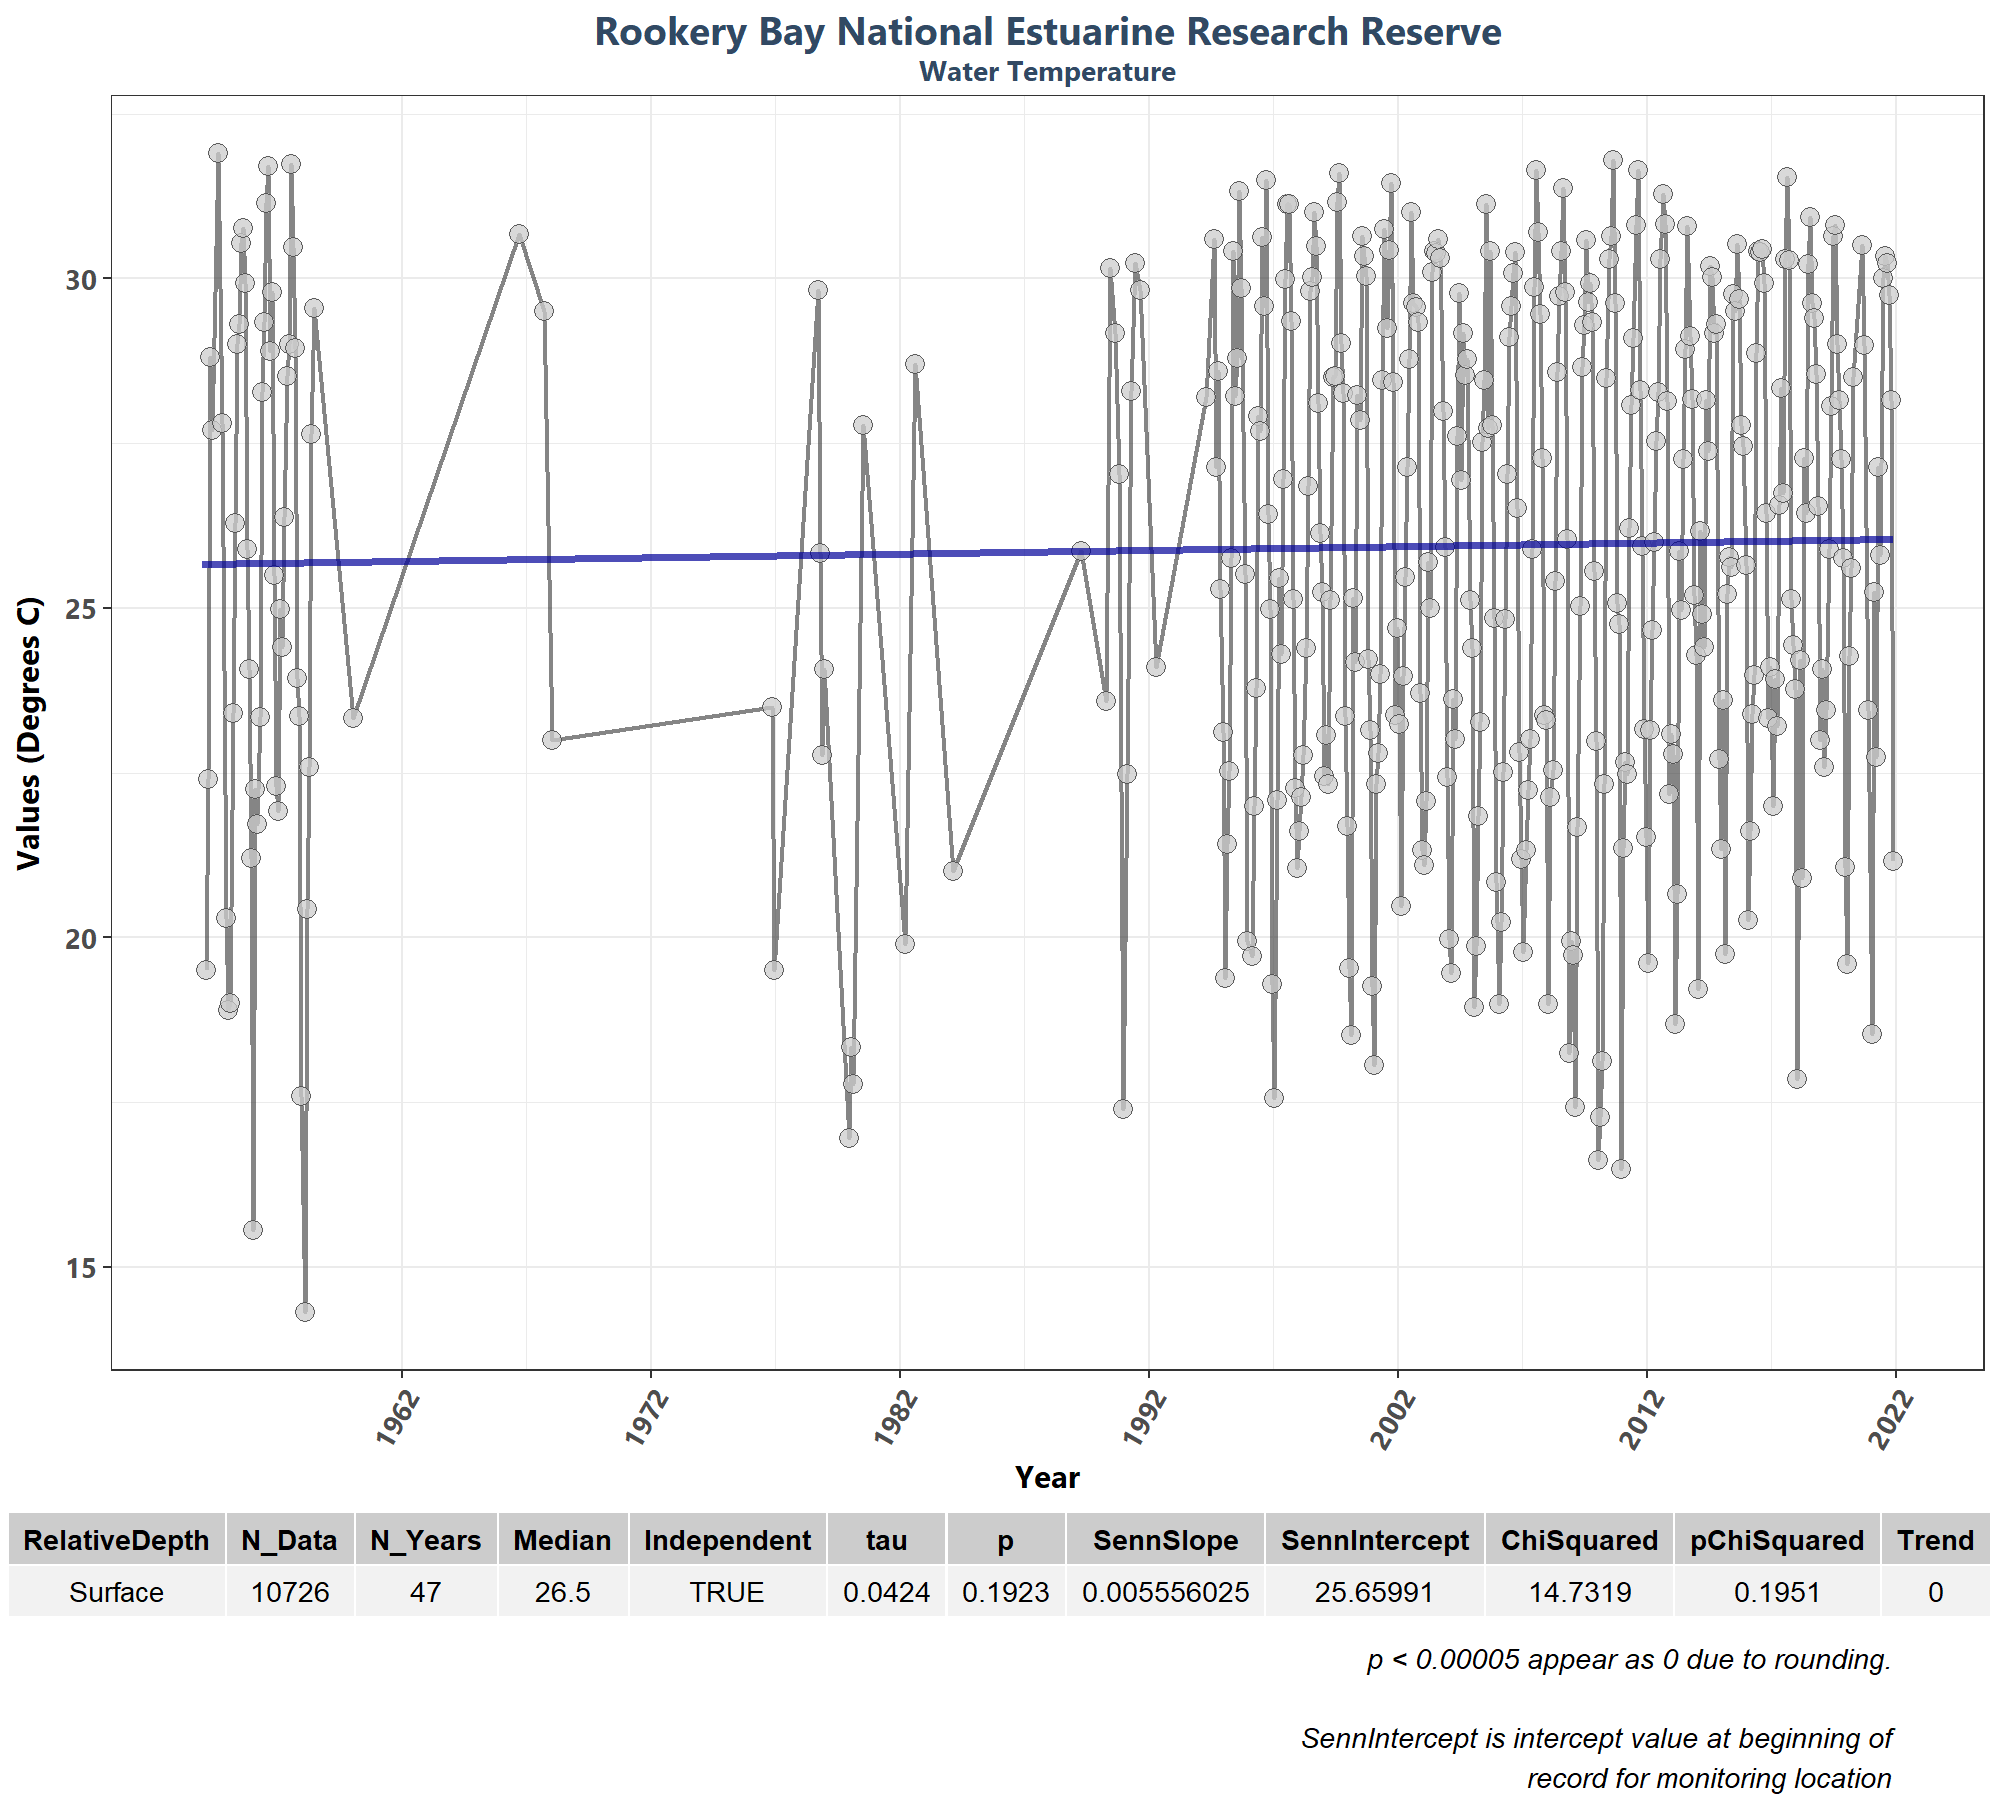 Rookery Bay National Estuarine Research Reserve
Water Temperature
Values (Degrees C)
30
25
20
15
1962 1972 1982 1992 2002 2012 2022
Year
RelativeDepth N_Data N_Years Median Independent tau p SennSlope SennIntercept ChiSquared pChiSquared Trend
Surface 10726 47 26.5 TRUE 0.0424 0.1923 0.005556025 25.65991 14.7319 0.1951 0
p < 0.00005 appear as 0 due to rounding.
SennIntercept is intercept value at beginning of
record for monitoring location